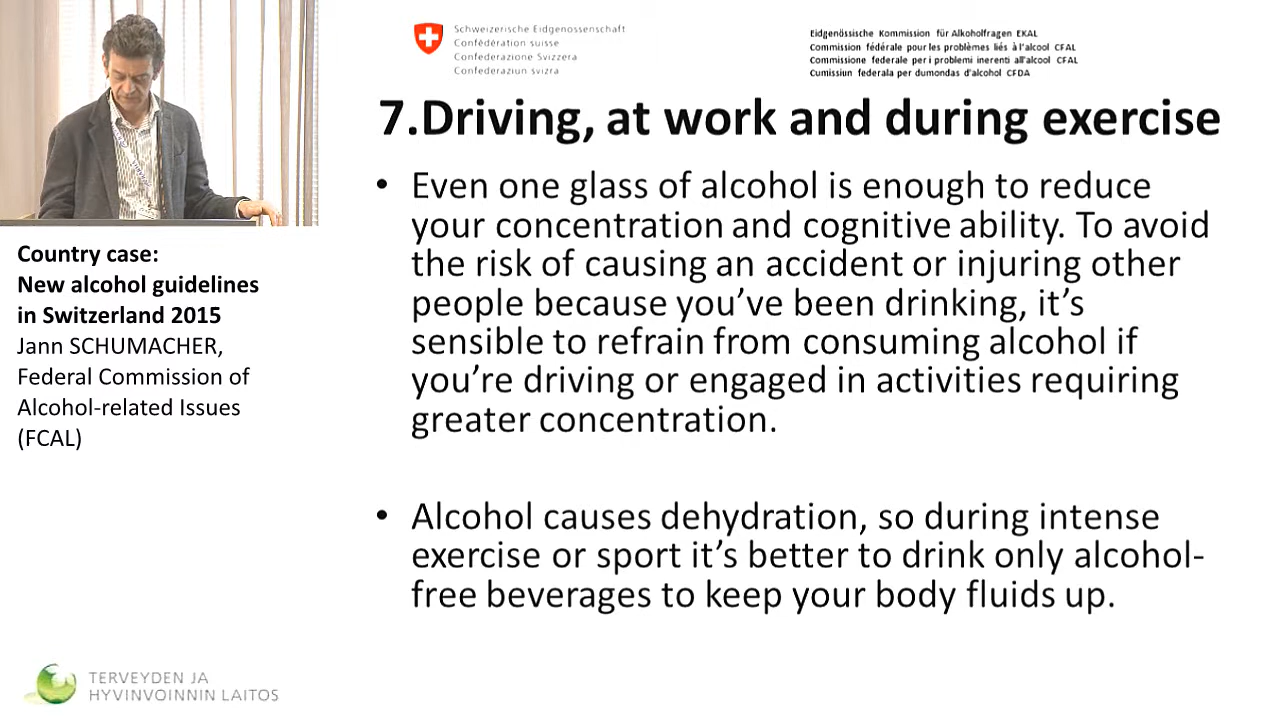 Schweizerische Eidgenossenschaft
Confédération suisse
Confederazione Svizzera
Confederaziun svizra
Eidgenössische Kommission für Alkoholfragen EKAL
Commission fédérale pour les problèmes liés à l'alcool CFAL
Commissione federale per i problemi inerenti all'alcool CFAL
Cumissiun federala per dumondas d'alcohol CFDA
7.Driving, at work and during exercise
• Even one glass of alcohol is enough to reduce
your concentration and cognitive ability. To avoid
the risk of causing an accident or injuring other
people because you've been drinking, it's
sensible to refrain from consuming alcohol if
you're driving or engaged in activities requiring
greater concentration.
• Alcohol causes dehydration, so during intense
exercise or sport it's better to drink only alcohol-
free beverages to keep your body fluids up.
Country case:
New alcohol guidelines
in Switzerland 2015
Jann SCHUMACHER,
Federal Commission of
Alcohol-related Issues
(FCAL)
TERVEYDEN JA
HYVINVOINNIN LAITOS